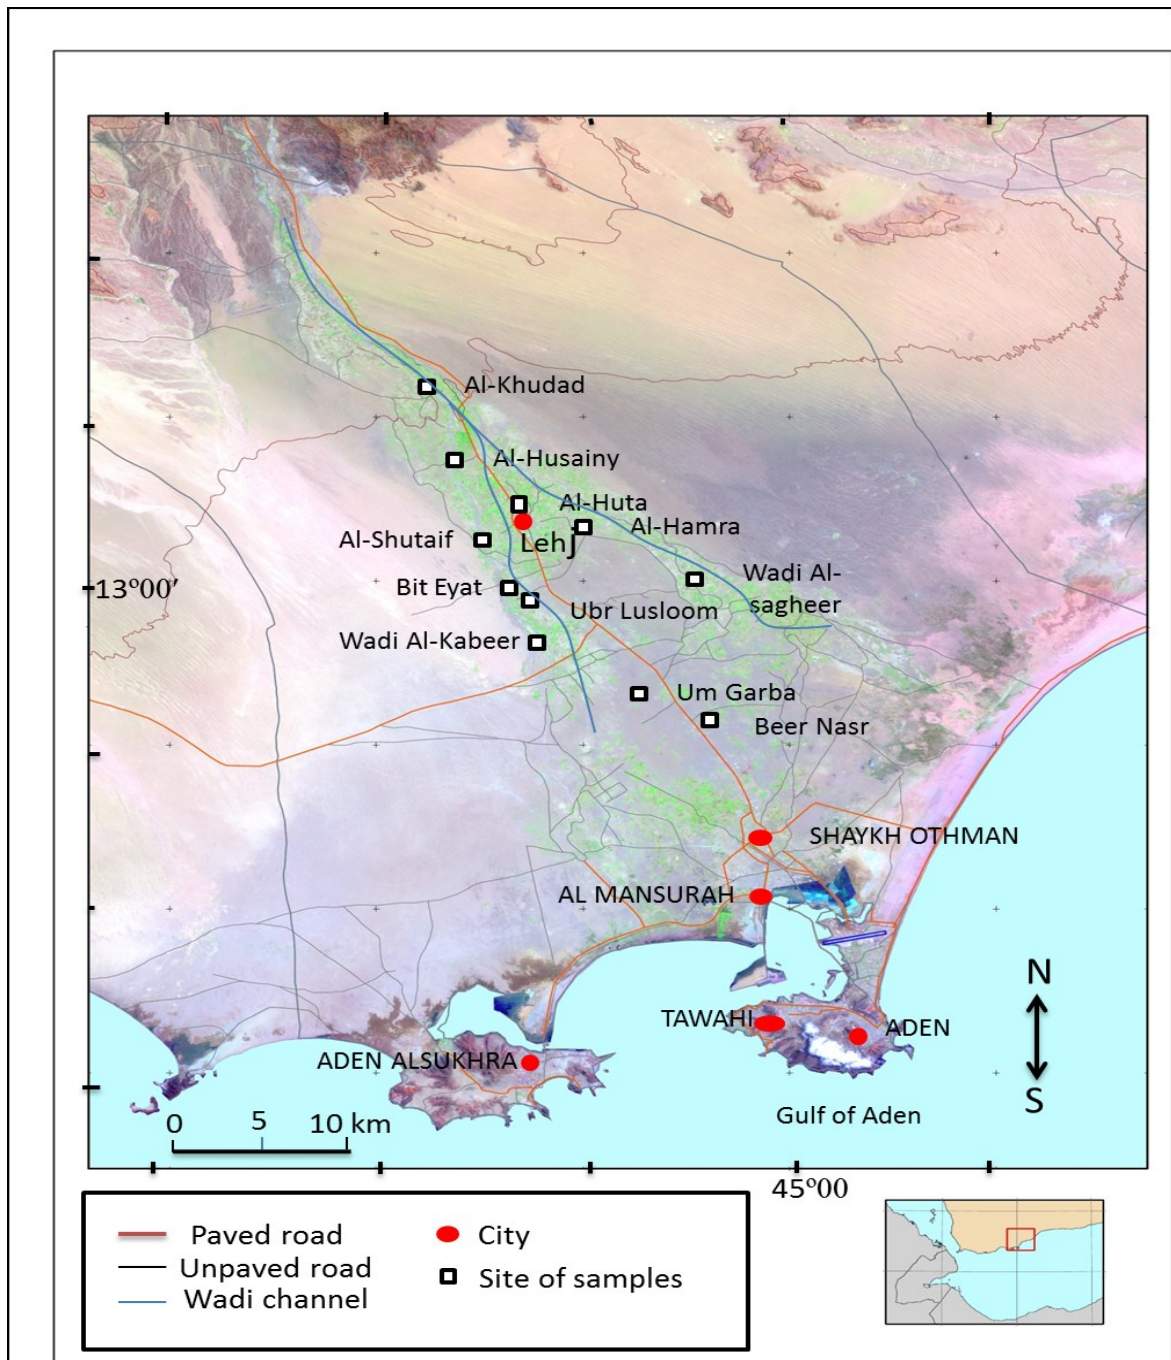 Al-Khudad
Al-Husainy
Al-Huta
Al-Hamra
Al-Shutaif
Lehj
Wadi Al-
sagheer
13º00′
Bit Eyat
Ubr Lusloom
Wadi Al-Kabeer
Um Garba
Beer Nasr
SHAYKH OTHMAN
AL MANSURAH
N
TAWAHI
ADEN
ADEN ALSUKHRA
S
Gulf of Aden
0 5 10 km
45º00
Paved road
City
Unpaved road
Site of samples
Wadi channel